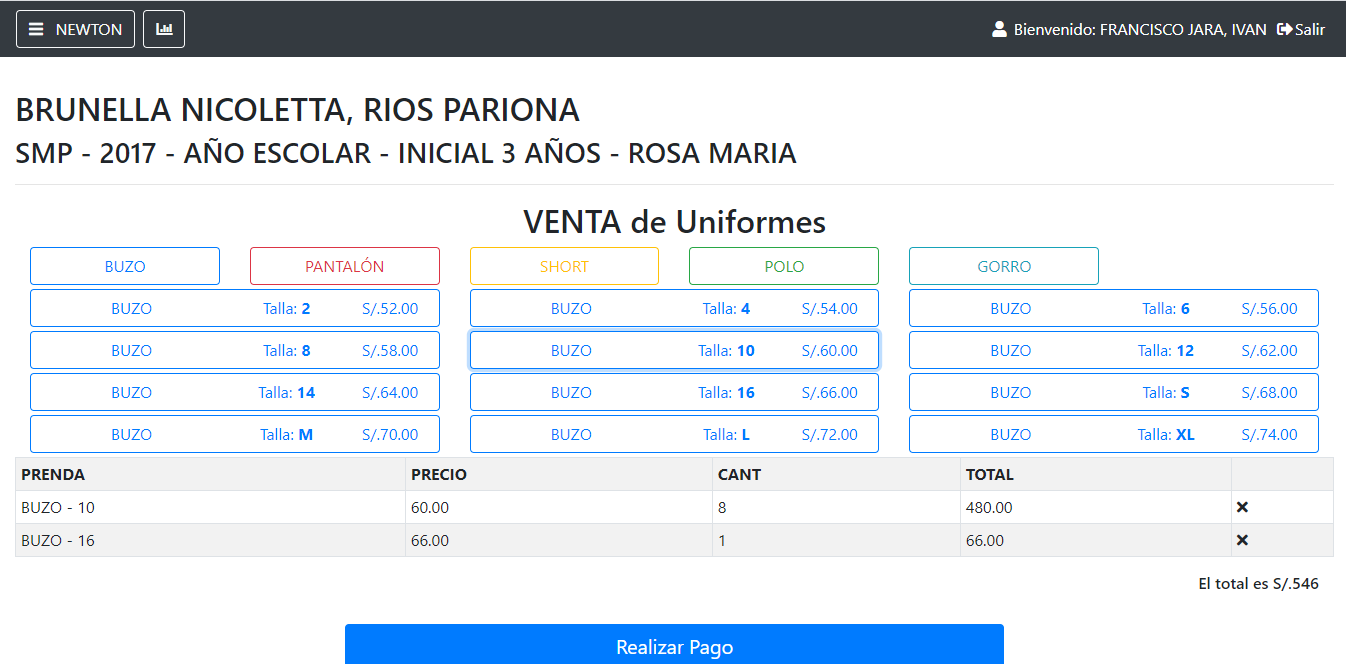 NEWTON Bienvenido: FRANCISCO JARA, IVAN Salir
BRUNELLA NICOLETTA, RIOS PARIONA
SMP - 2017 - AÑO ESCOLAR - INICIAL 3 AÑOS - ROSA MARIA
VENTA de Uniformes
BUZO PANTALÓN SHORT POLO GORRO
BUZO Talla: 2 S/.52.00 BUZO Talla: 4 S/.54.00 BUZO Talla: 6 S/.56.00
BUZO Talla: 8 S/.58.00 BUZO Talla: 10 S/.60.00 BUZO Talla: 12 S/.62.00
BUZO Talla: 14 S/.64.00 BUZO Talla: 16 S/.66.00 BUZO Talla: S S/.68.00
BUZO Talla: M S/.70.00 BUZO Talla: L S/.72.00 BUZO Talla: XL S/.74.00
PRENDA PRECIO CANT TOTAL
BUZO - 10 60.00 8 480.00
BUZO - 16 66.00 1 66.00
El total es S/.546
Realizar Pago